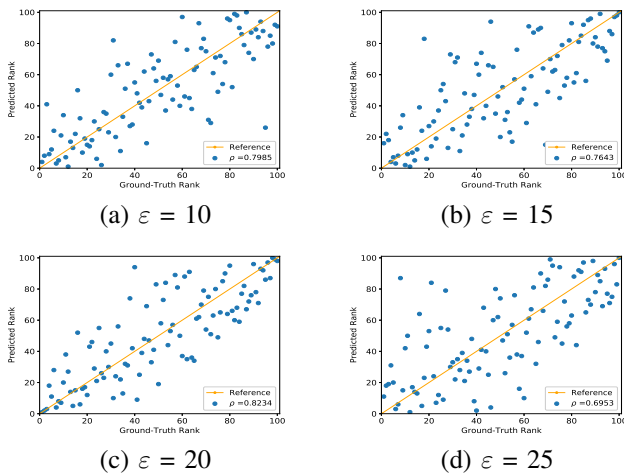 100
80
60
40
20
0
Predicted Rank
Reference
ρ =0.7985
0 20 40 60 80 100
Ground-Truth Rank
(a) ε = 10
100
80
60
40
20
0
Predicted Rank
Reference
ρ =0.7643
0 20 40 60 80 100
Ground-Truth Rank
(b) ε = 15
100
80
60
40
20
0
Predicted Rank
Reference
ρ =0.8234
0 20 40 60 80 100
Ground-Truth Rank
(c) ε = 20
100
80
60
40
20
0
Predicted Rank
Reference
ρ =0.6953
0 20 40 60 80 100
Ground-Truth Rank
(d) ε = 25